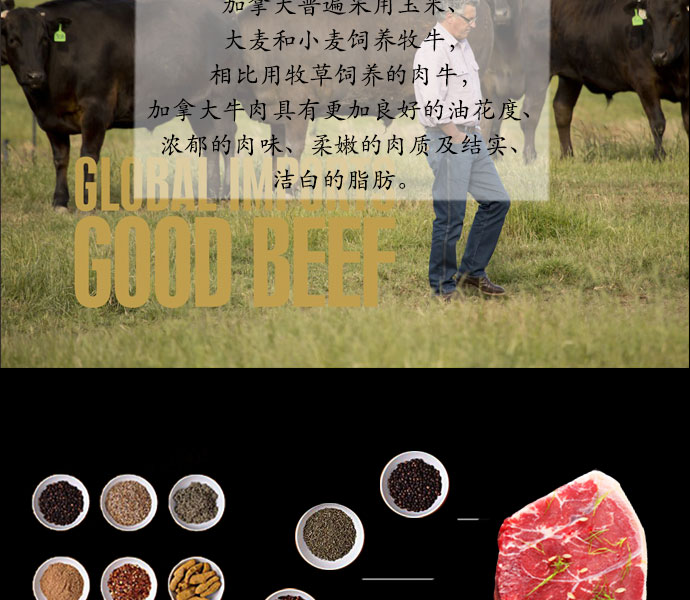 加拿大普遍采用玉米、
大麦和小麦饲养牧牛，
相比用牧草饲养的肉牛，
加拿大牛肉具有更加良好的油花度、
浓郁的肉味、柔嫩的肉质及结实、
洁白的脂肪。
GLOBAL IMPORTS
GOOD BEEF